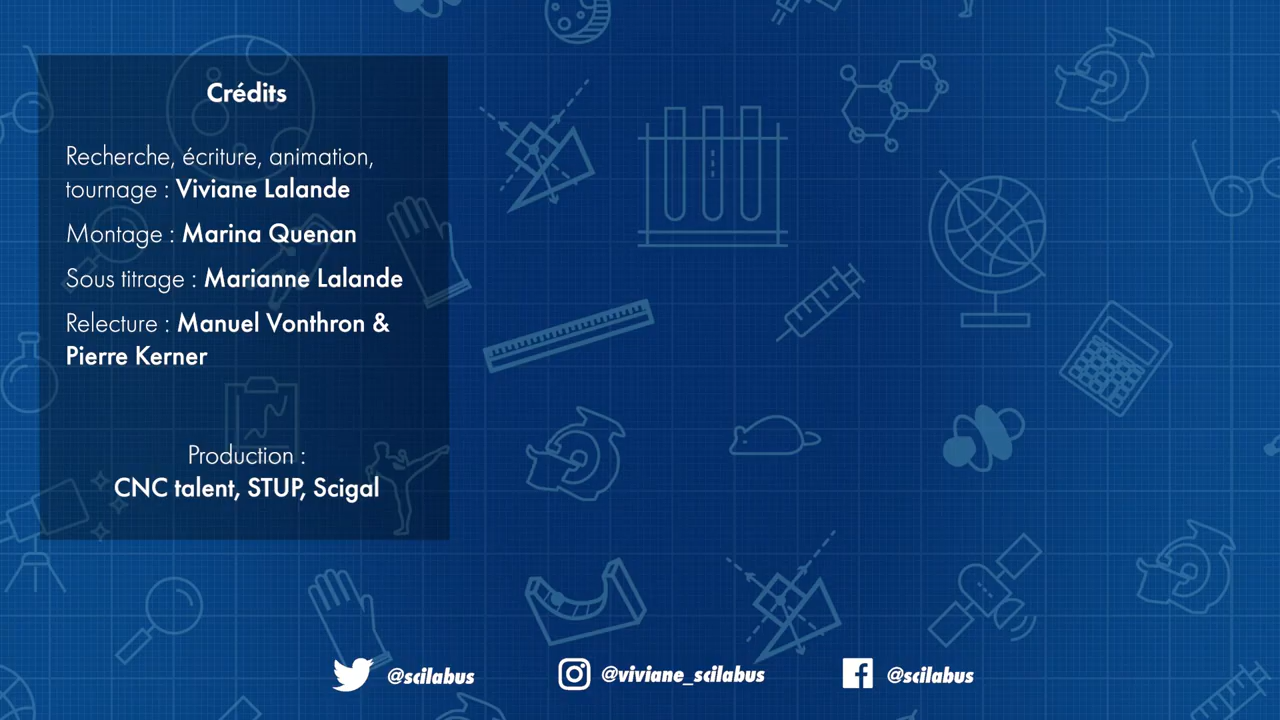 Crédits
Recherche, écriture, animation,
tournage : Viviane Lalande
Montage : Marina Quenan
Sous titrage : Marianne Lalande
Relecture : Manuel Vonthron &
Pierre Kerner
Production :
CNC talent, STUP, Scigal
@scilabus
@viviane_scilabus
@scilabus